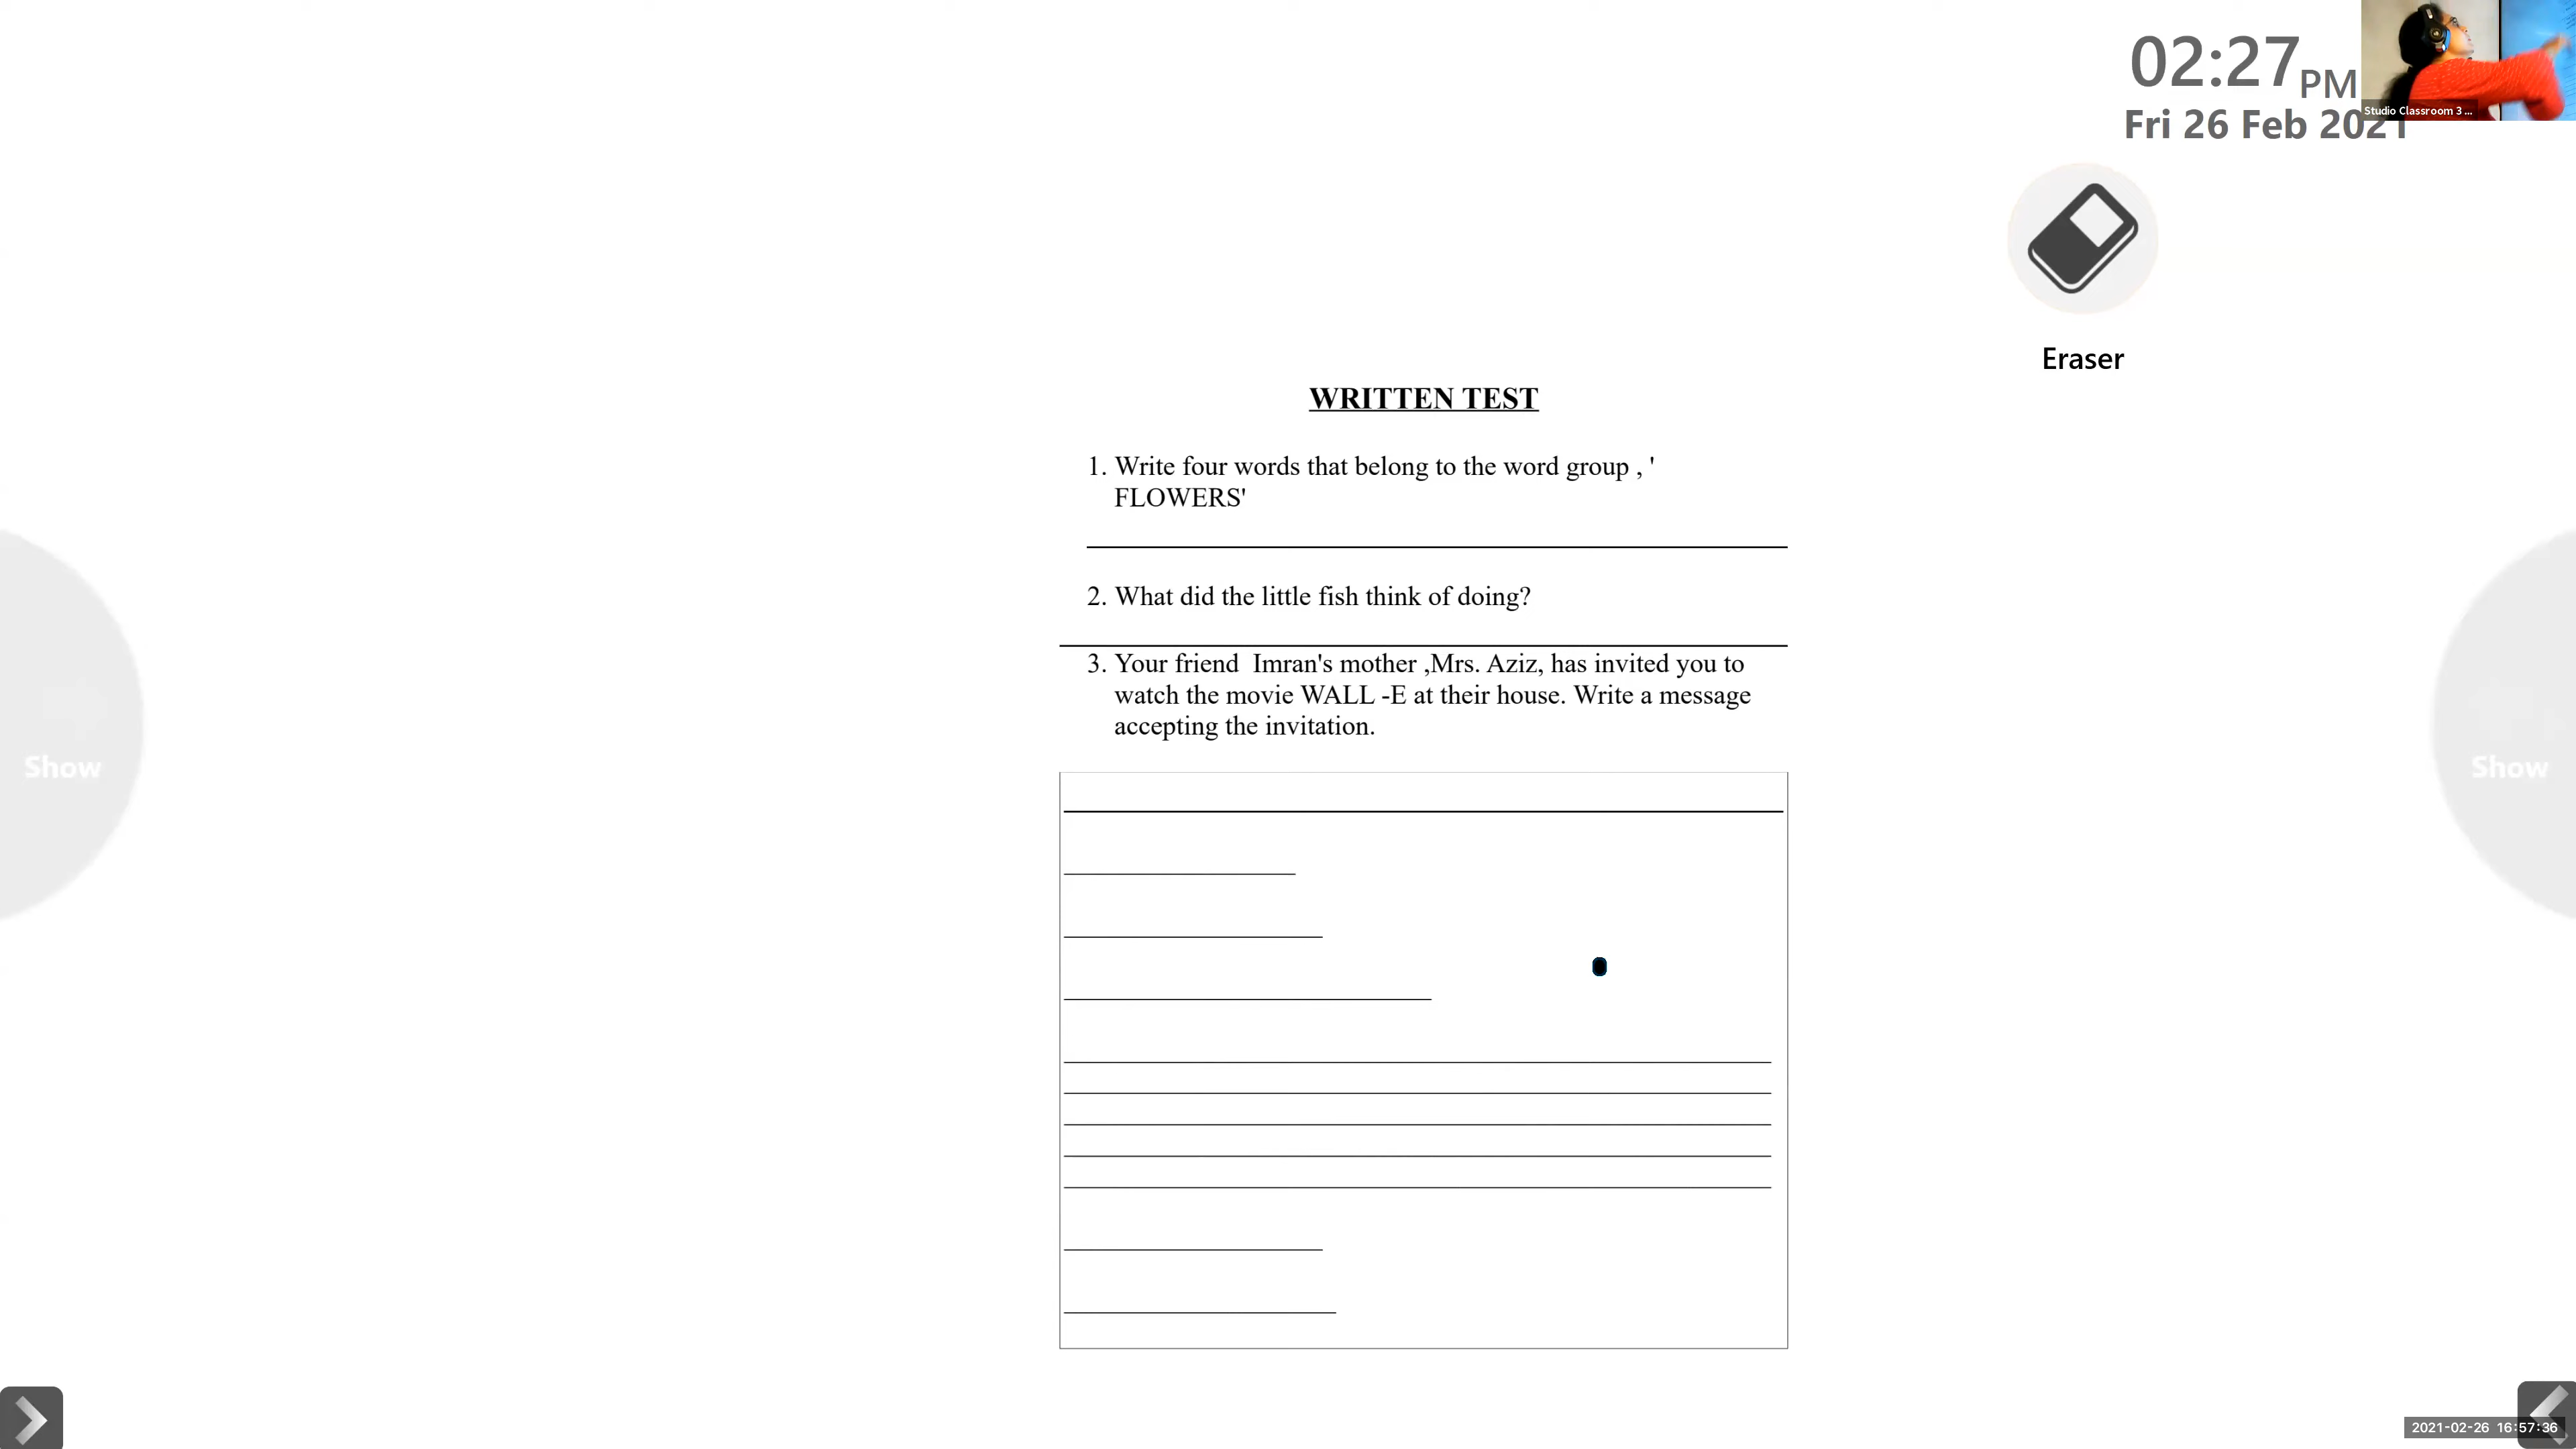 02:27 PM
Studio Classroom 3 ...
Fri 26 Feb 2021
Eraser
WRITTEN TEST
1. Write four words that belong to the word group , '
FLOWERS'
2. What did the little fish think of doing?
3. Your friend  Imran's mother ,Mrs. Aziz, has invited you to
watch the movie WALL -E at their house. Write a message
accepting the invitation.
Show
Show
2021-02-26 16:57:36